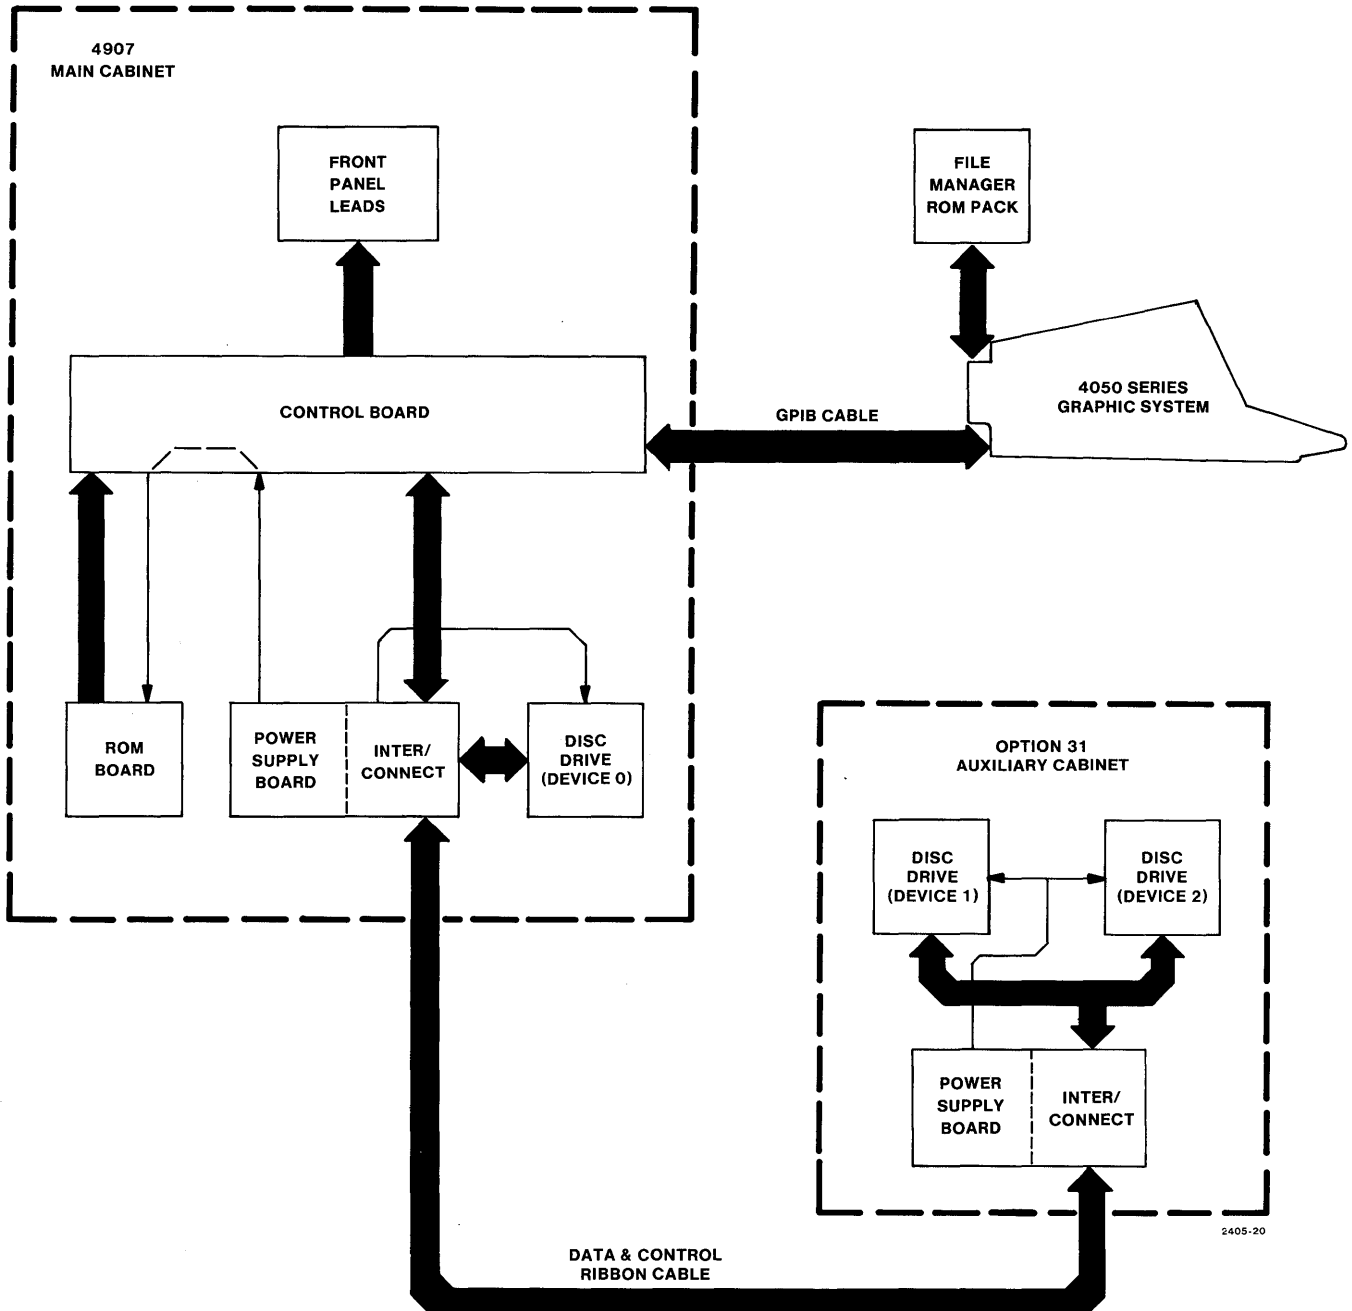 4907
MAIN CABINET
FRONT
PANEL
LEADS
FILE
MANAGER
ROM PACK
CONTROL BOARD
GPIB CABLE
4050 SERIES
GRAPHIC SYSTEM
ROM
BOARD
POWER
SUPPLY
BOARD
INTER/
CONNECT
DISC
DRIVE
(DEVICE 0)
OPTION 31
AUXILIARY CABINET
DISC
DRIVE
(DEVICE 1)
DISC
DRIVE
(DEVICE 2)
POWER
SUPPLY
BOARD
INTER/
CONNECT
2405-20
DATA & CONTROL
RIBBON CABLE